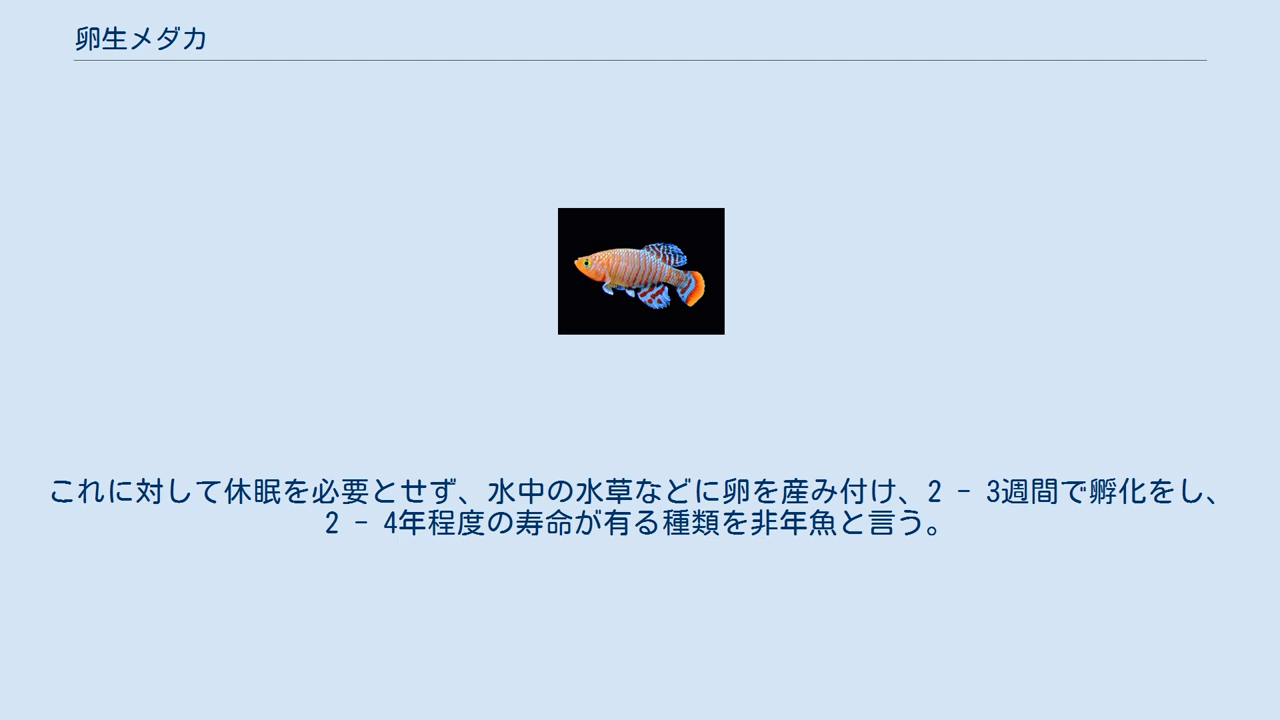 卵生メダカ
これに対して休眠を必要とせず、水中の水草などに卵を産み付け、2 - 3週間で孵化をし、
2 - 4年程度の寿命が有る種類を非年魚と言う。